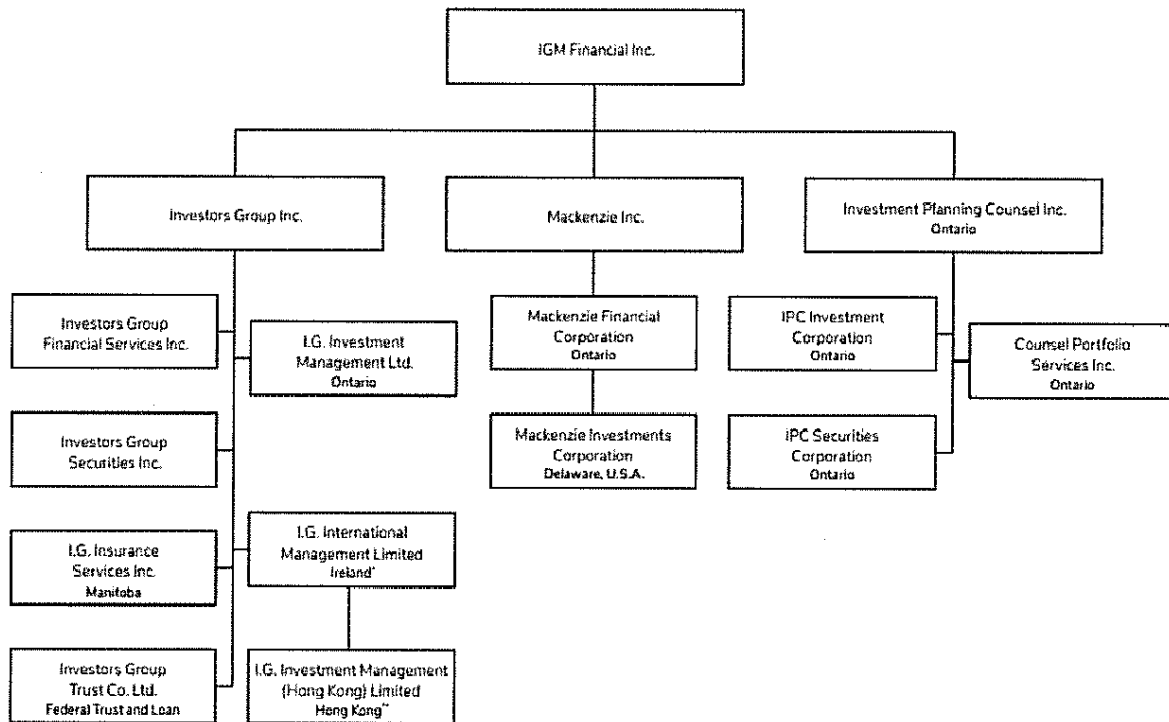 IGM Financial Inc.
Investors Group Inc.
Mackenzie Inc.
Investment Planning Counsel Inc.
Ontario
Investors Group
Financial Services Inc.
I.G. Investment
Management Ltd.
Ontario
Mackenzie Financial
Corporation
Ontario
IPC Investment
Corporation
Ontario
Counsel Portfolio
Services Inc.
Ontario
Investors Group
Securities Inc.
Mackenzie Investments
Corporation
Delaware, U.S.A.
IPC Securities
Corporation
Ontario
I.G. Insurance
Services Inc.
Manitoba
I.G. International
Management Limited
Ireland*
Investors Group
Trust Co. Ltd.
Federal Trust and Loan
I.G. Investment Management
(Hong Kong) Limited
Hong Kong**